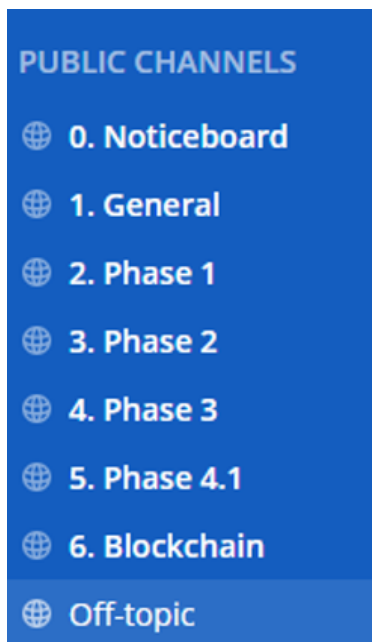 PUBLIC CHANNELS
0. Noticeboard
1. General
2. Phase 1
3. Phase 2
4. Phase 3
5. Phase 4.1
6. Blockchain
Off-topic